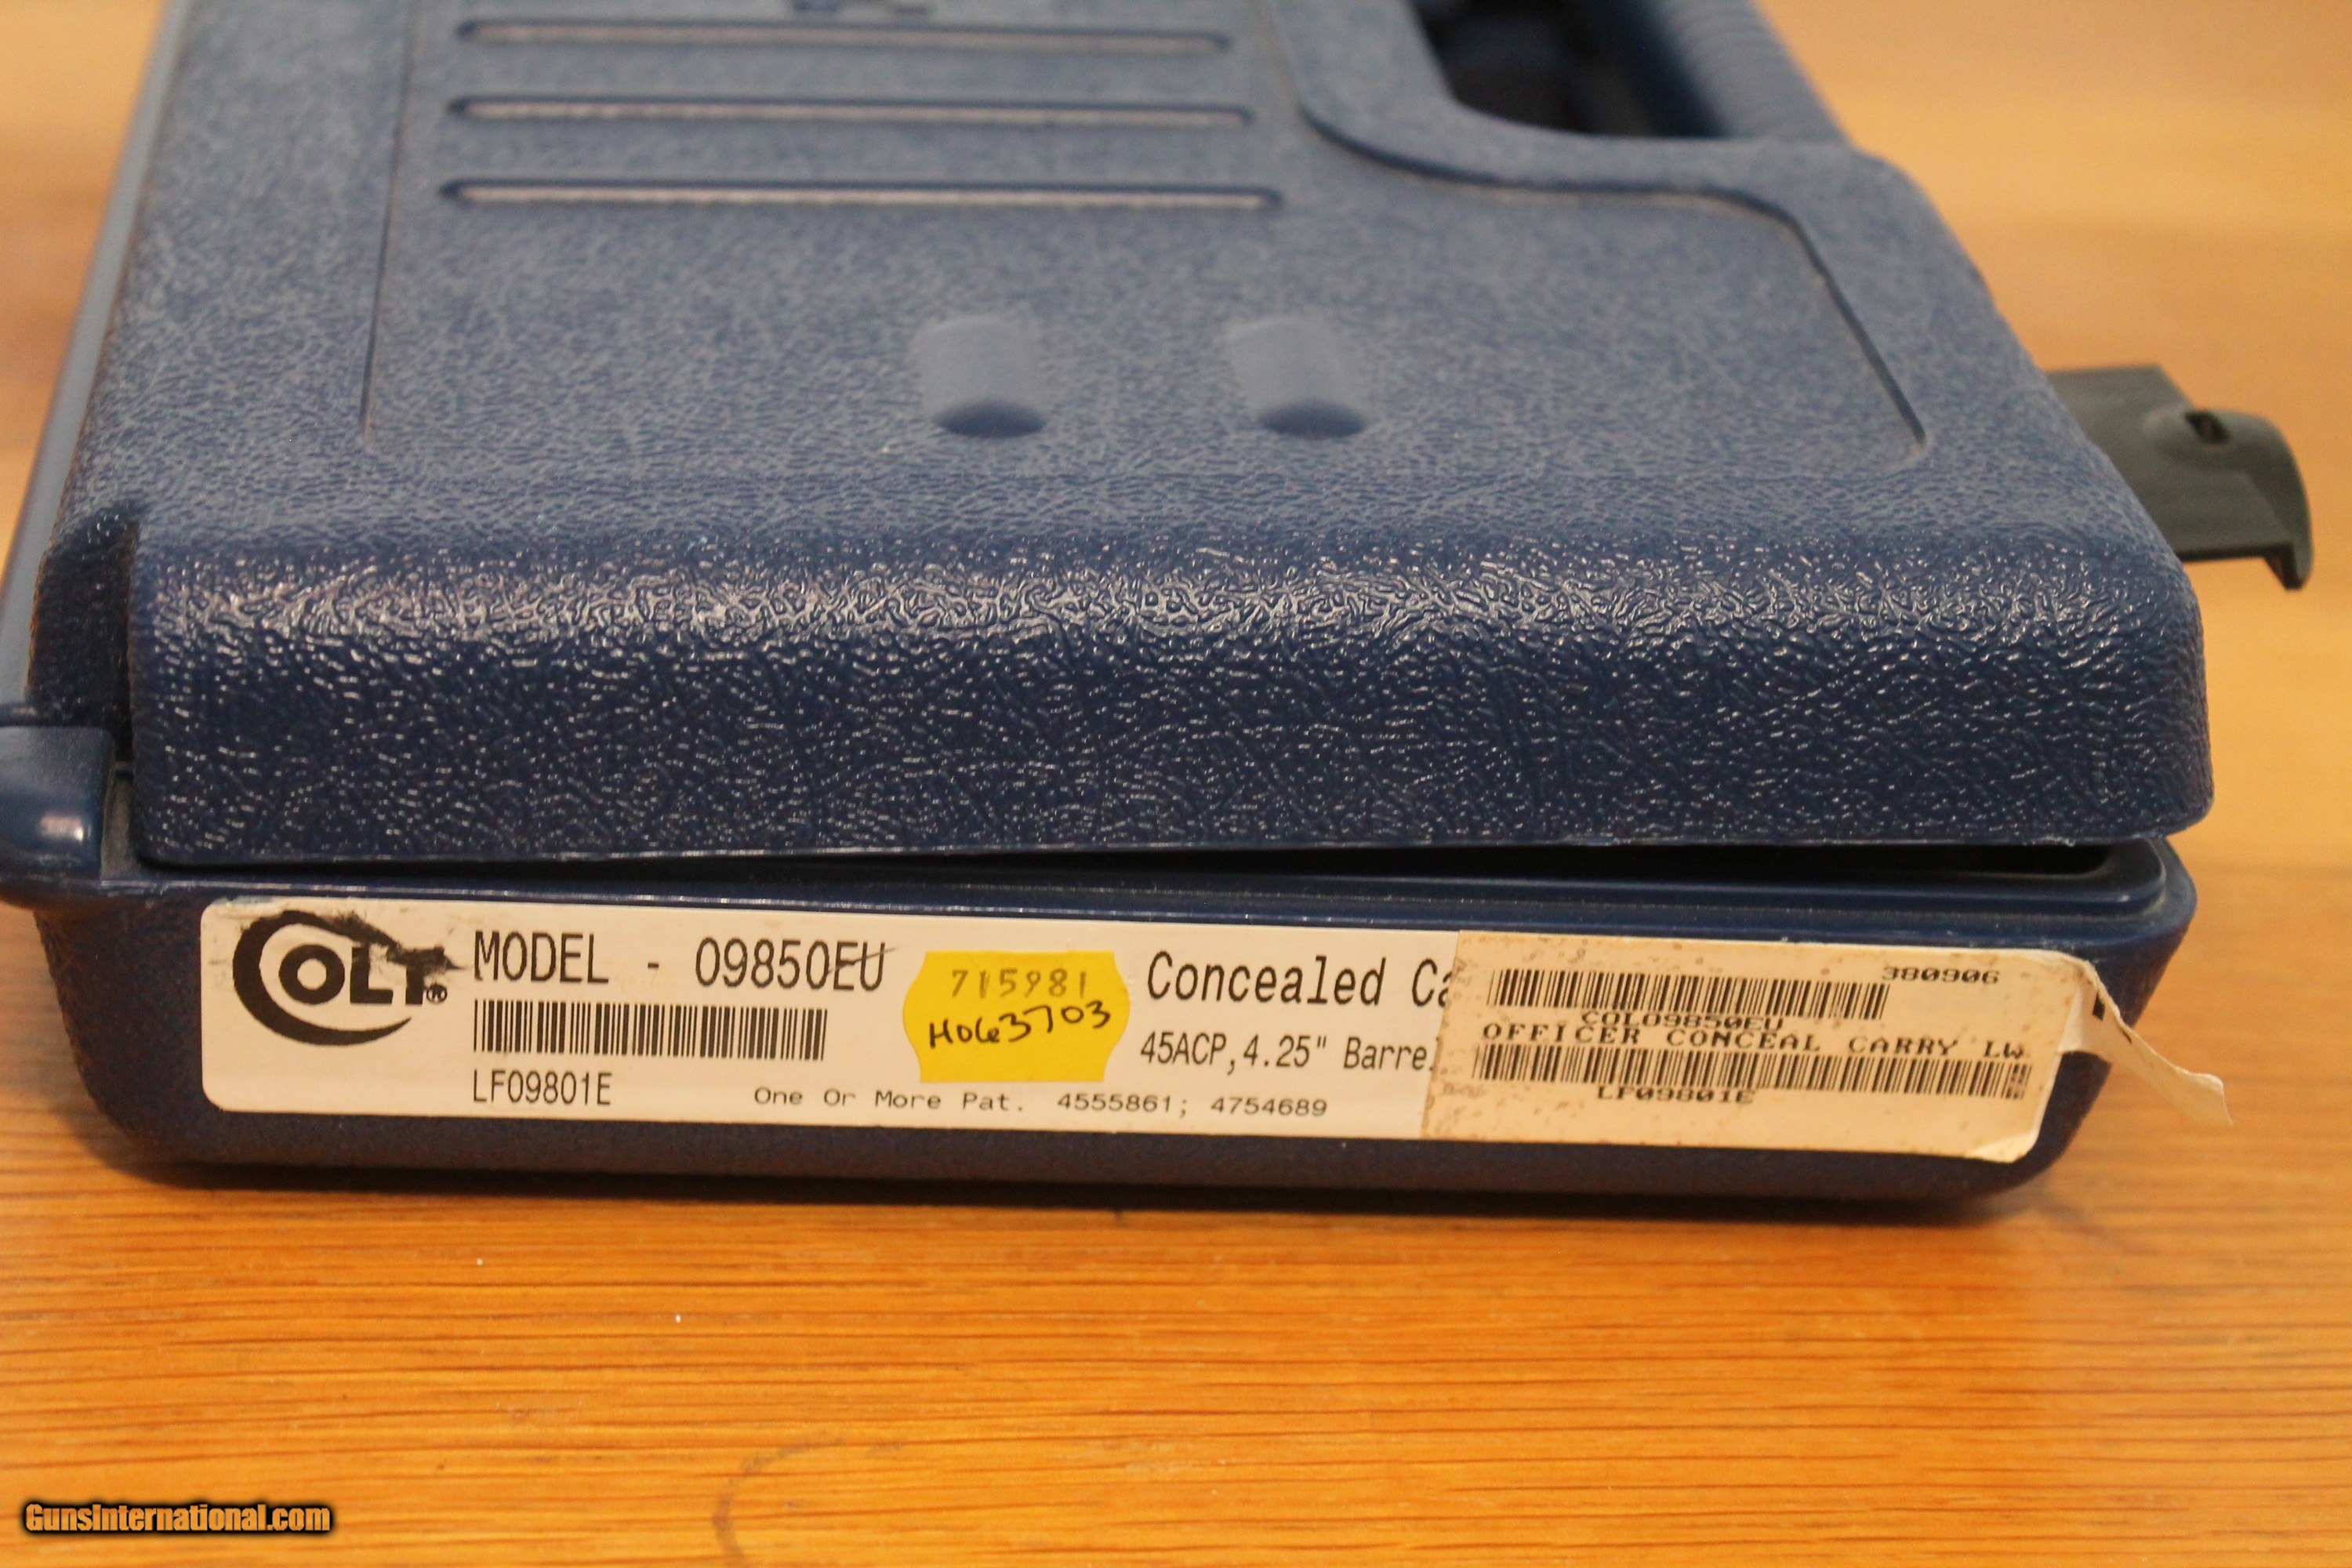 COLT®
MODEL - 09850EU
LF09801E
715981
H063703
Concealed Ca
45ACP,4.25" Barrel
One Or More Pat. 4555861; 4754689
380906
COLO9850EU
OFFICER CONCEAL CARRY LW
LF09801E
GunsInternational.com